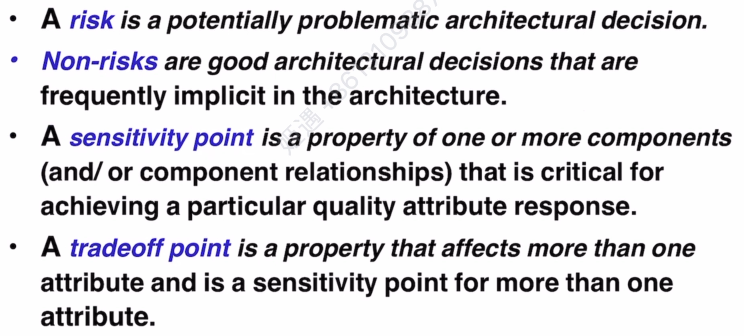 • A risk is a potentially problematic architectural decision.
• Non-risks are good architectural decisions that are
frequently implicit in the architecture.
• A sensitivity point is a property of one or more components
(and/ or component relationships) that is critical for
achieving a particular quality attribute response.
• A tradeoff point is a property that affects more than one
attribute and is a sensitivity point for more than one
attribute.